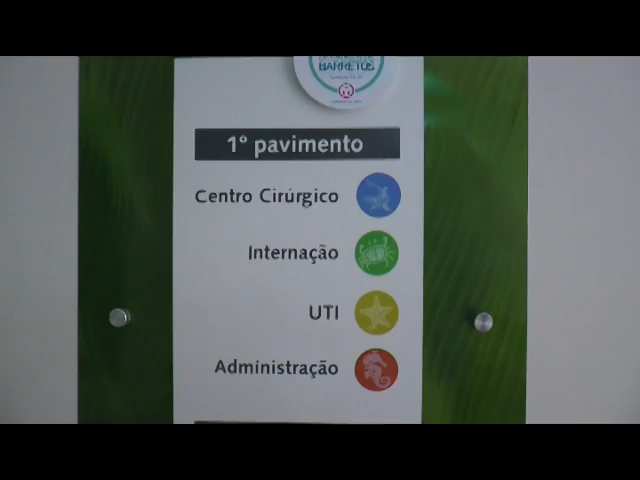 BARRETOS
1º pavimento
Centro Cirúrgico
Internação
UTI
Administração